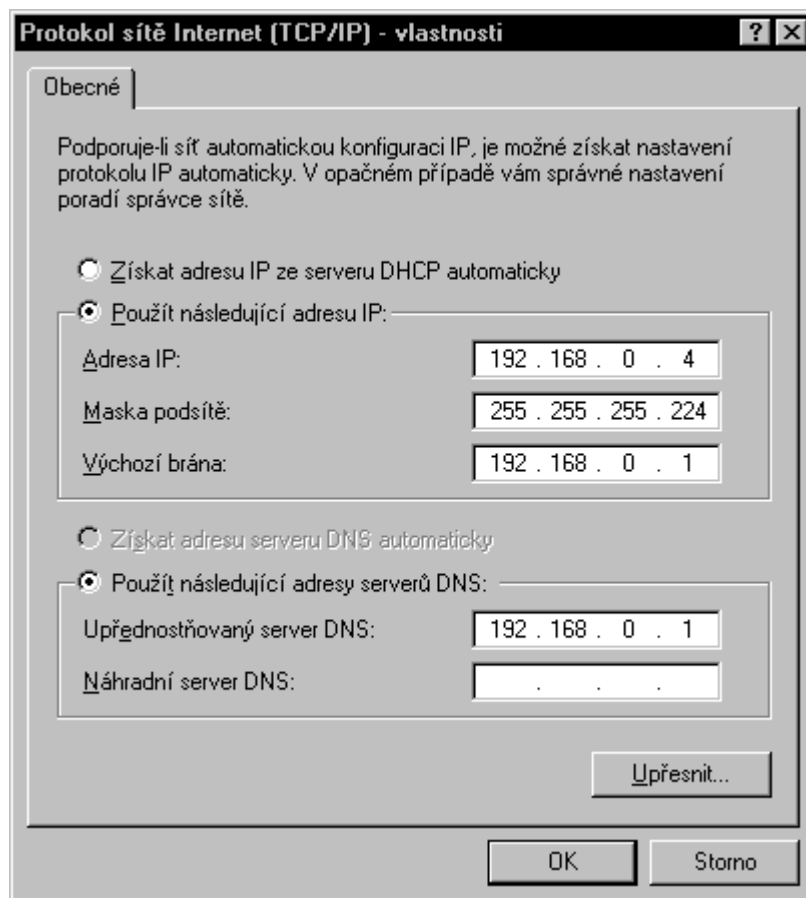 Protokol sítě Internet (TCP/IP) - vlastnosti
Obecné
Podporuje-li síť automatickou konfiguraci IP, je možné získat nastavení
protokolu IP automaticky. V opačném případě vám správné nastavení
poradí správce sítě.
Získat adresu IP ze serveru DHCP automaticky
Použít následující adresu IP:
Adresa IP: 192 . 168 . 0 . 4
Maska podsítě: 255 . 255 . 255 . 224
Výchozí brána: 192 . 168 . 0 . 1
Získat adresu serveru DNS automaticky
Použít následující adresy serverů DNS:
Upřednostňovaný server DNS: 192 . 168 . 0 . 1
Náhradní server DNS: . . .
Upřesnit...
OK Storno